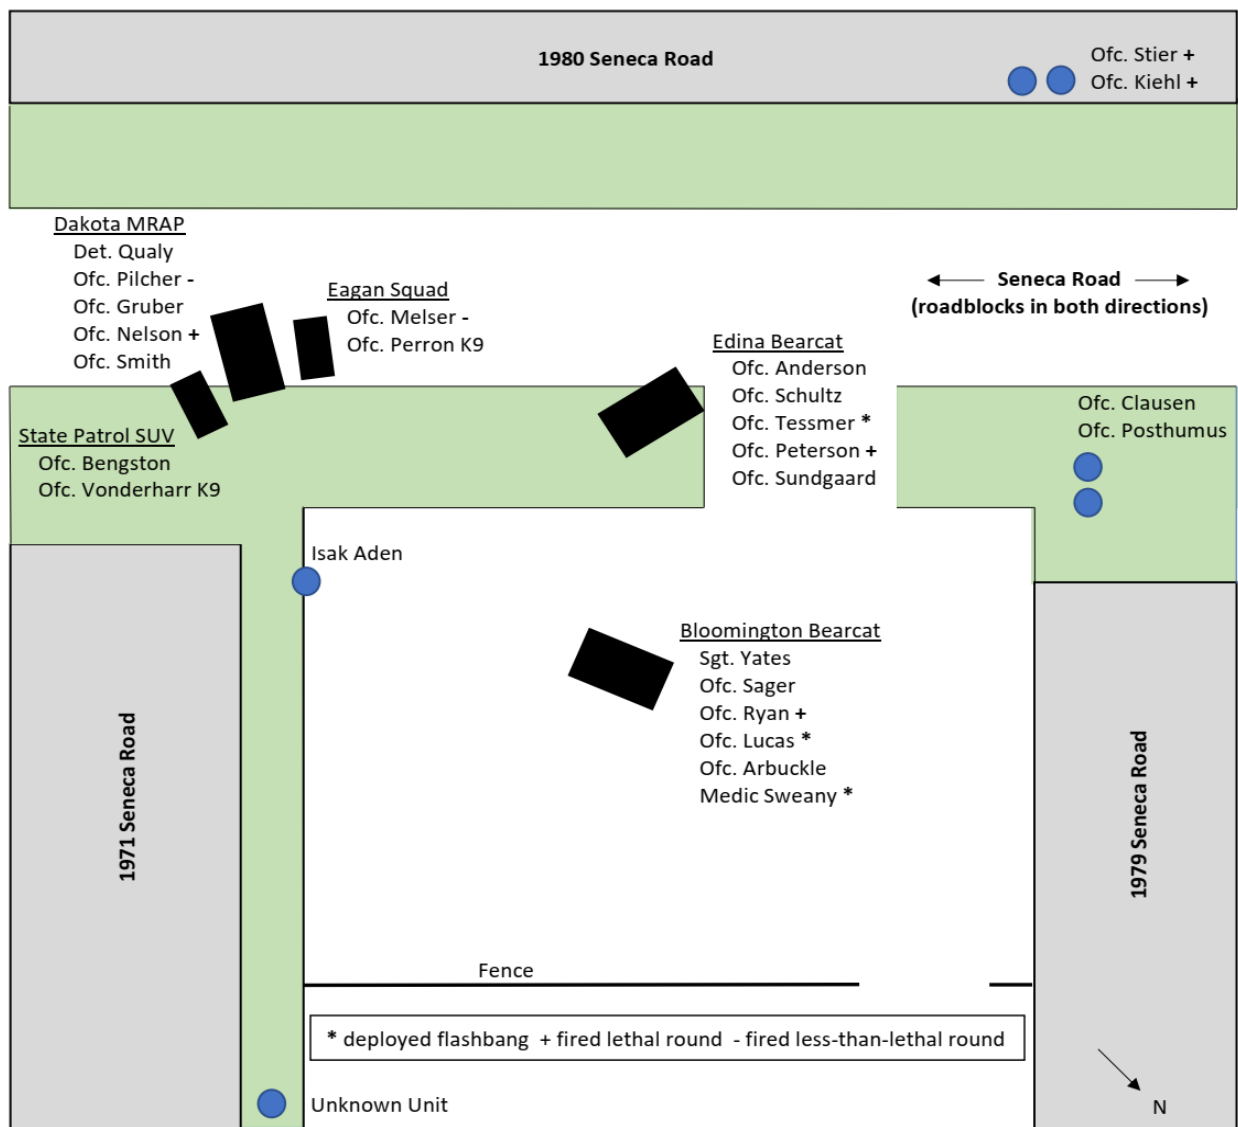 1980 Seneca Road
Ofc. Stier +
Ofc. Kiehl +
Dakota MRAP
Det. Qualy
Ofc. Pilcher -
Ofc. Gruber
Ofc. Nelson +
Ofc. Smith
Eagan Squad
Ofc. Melser -
Ofc. Perron K9
Seneca Road
(roadblocks in both directions)
Edina Bearcat
Ofc. Anderson
Ofc. Schultz
Ofc. Tessmer *
Ofc. Peterson +
Ofc. Sundgaard
Ofc. Clausen
Ofc. Posthumus
State Patrol SUV
Ofc. Bengston
Ofc. Vonderharr K9
Isak Aden
Bloomington Bearcat
Sgt. Yates
Ofc. Sager
Ofc. Ryan +
Ofc. Lucas *
Ofc. Arbuckle
Medic Sweany *
1971 Seneca Road
1979 Seneca Road
Fence
* deployed flashbang + fired lethal round - fired less-than-lethal round
Unknown Unit
N